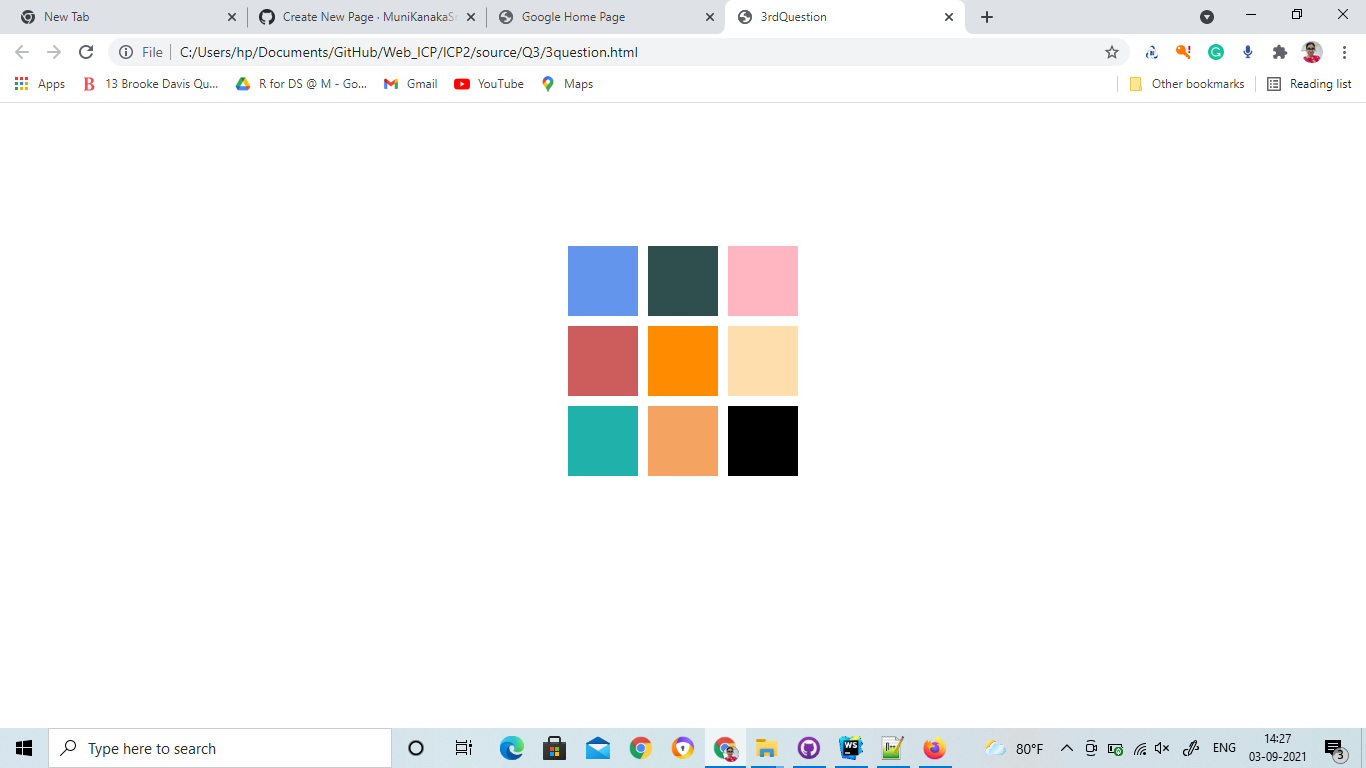 New Tab
Create New Page · MuniKanakaSr
Google Home Page
3rdQuestion
File
C:/Users/hp/Documents/GitHub/Web_ICP/ICP2/source/Q3/3question.html
Apps
B
13 Brooke Davis Qu...
R for DS @ M - Go...
Gmail
YouTube
Maps
Other bookmarks
Reading list
Type here to search
WS
80°F
ENG
14:27
03-09-2021
3